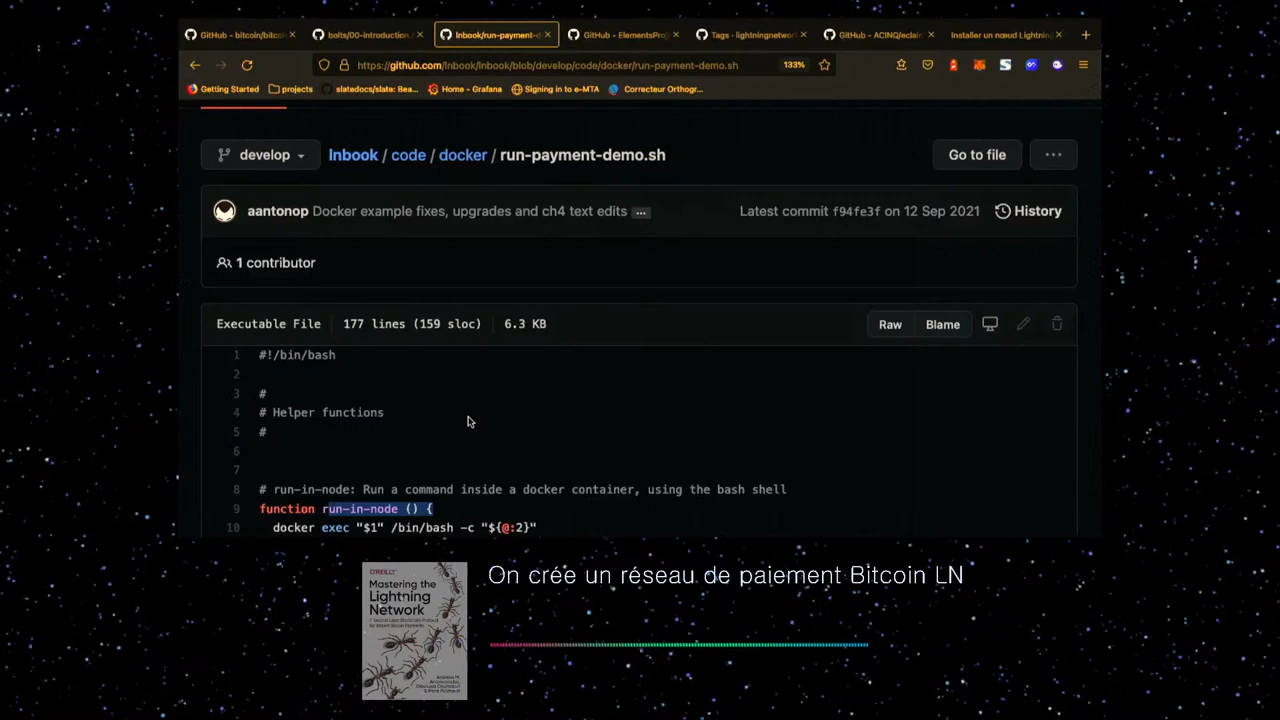 GitHub - bitcoin/bitcoi
bolts/00-introduction.
lnbook/run-payment-d
GitHub - ElementsProj
Tags · lightningnetwork
GitHub - ACINQ/eclair
Installer un nœud Lightning
https://github.com/lnbook/lnbook/blob/develop/code/docker/run-payment-demo.sh
133%
Getting Started
projects
slatedocs/slate: Bea...
Home - Grafana
Signing in to e-MTA
Correcteur Orthogr...
develop
lnbook / code / docker / run-payment-demo.sh
Go to file
...
aantonop Docker example fixes, upgrades and ch4 text edits ...
Latest commit f94fe3f on 12 Sep 2021
History
1 contributor
Executable File
177 lines (159 sloc)
6.3 KB
Raw
Blame
1 #!/bin/bash
2
3 #
4 # Helper functions
5 #
6
7
8 # run-in-node: Run a command inside a docker container, using the bash shell
9 function run-in-node () {
10 docker exec "$1" /bin/bash -c "${@:2}"
O'REILLY
Mastering the
Lightning
Network
On crée un réseau de paiement Bitcoin LN